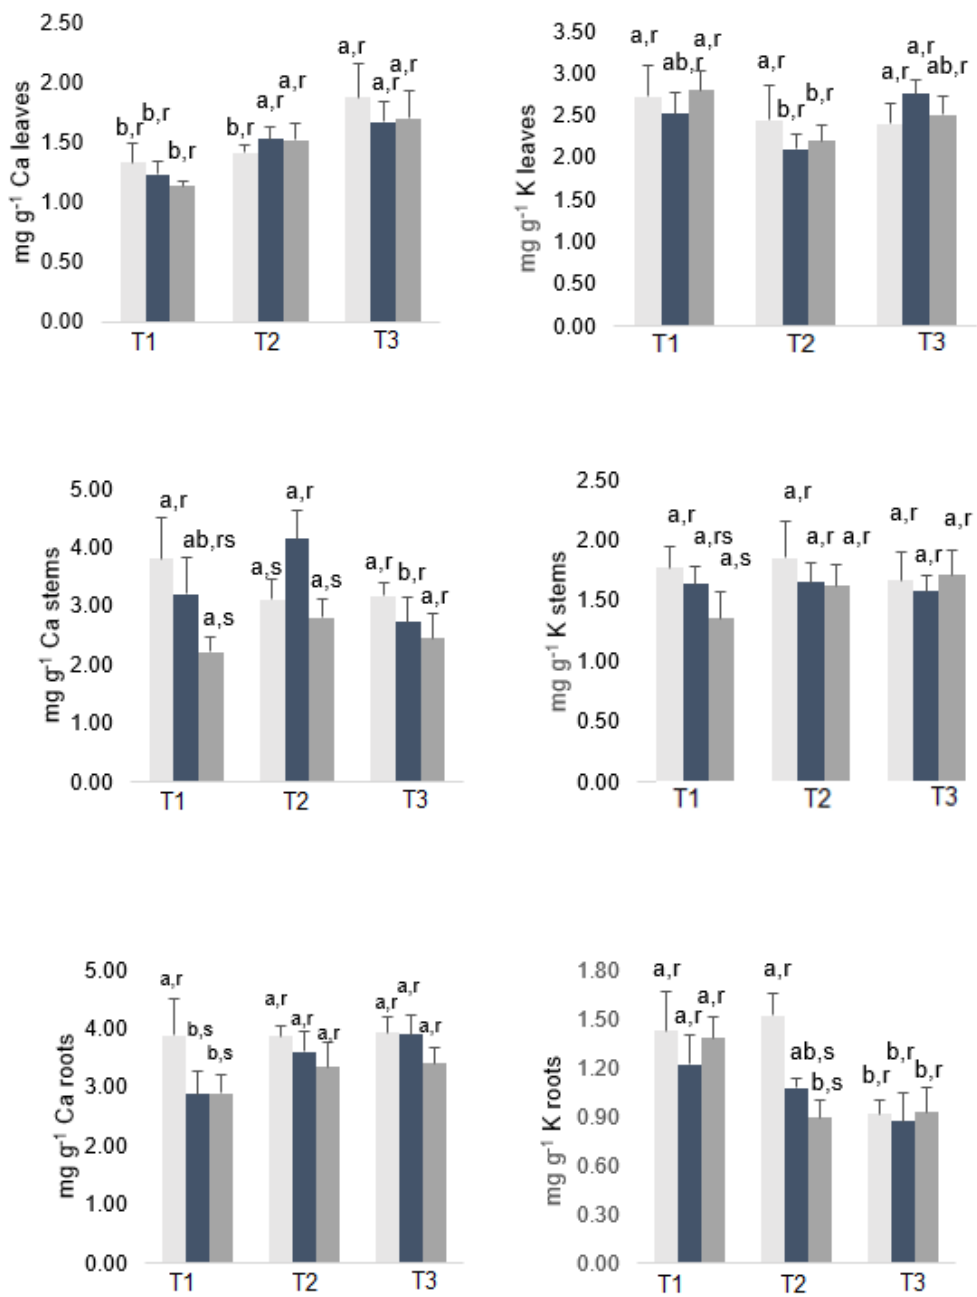 mg g-1 Ca leaves
2.50
2.00
1.50
1.00
0.50
0.00
b,r
b,r
b,r
b,r
a,r
a,r
a,r
a,r
a,r
T1
T2
T3
mg g-1 K leaves
3.50
3.00
2.50
2.00
1.50
1.00
0.50
0.00
a,r
ab,r
a,r
a,r
b,r
b,r
a,r
a,r
ab,r
T1
T2
T3
mg g-1 Ca stems
5.00
4.00
3.00
2.00
1.00
0.00
a,r
ab,rs
a,s
a,s
a,r
a,s
a,r
b,r
a,r
T1
T2
T3
mg g-1 K stems
2.50
2.00
1.50
1.00
0.50
0.00
a,r
a,rs
a,s
a,r
a,r
a,r
a,r
a,r
a,r
T1
T2
T3
mg g-1 Ca roots
5.00
4.00
3.00
2.00
1.00
0.00
a,r
b,s
b,s
a,r
a,r
a,r
a,r
a,r
a,r
T1
T2
T3
mg g-1 K roots
1.80
1.50
1.20
0.90
0.60
0.30
0.00
a,r
a,r
a,r
a,r
ab,s
b,s
b,r
b,r
b,r
T1
T2
T3